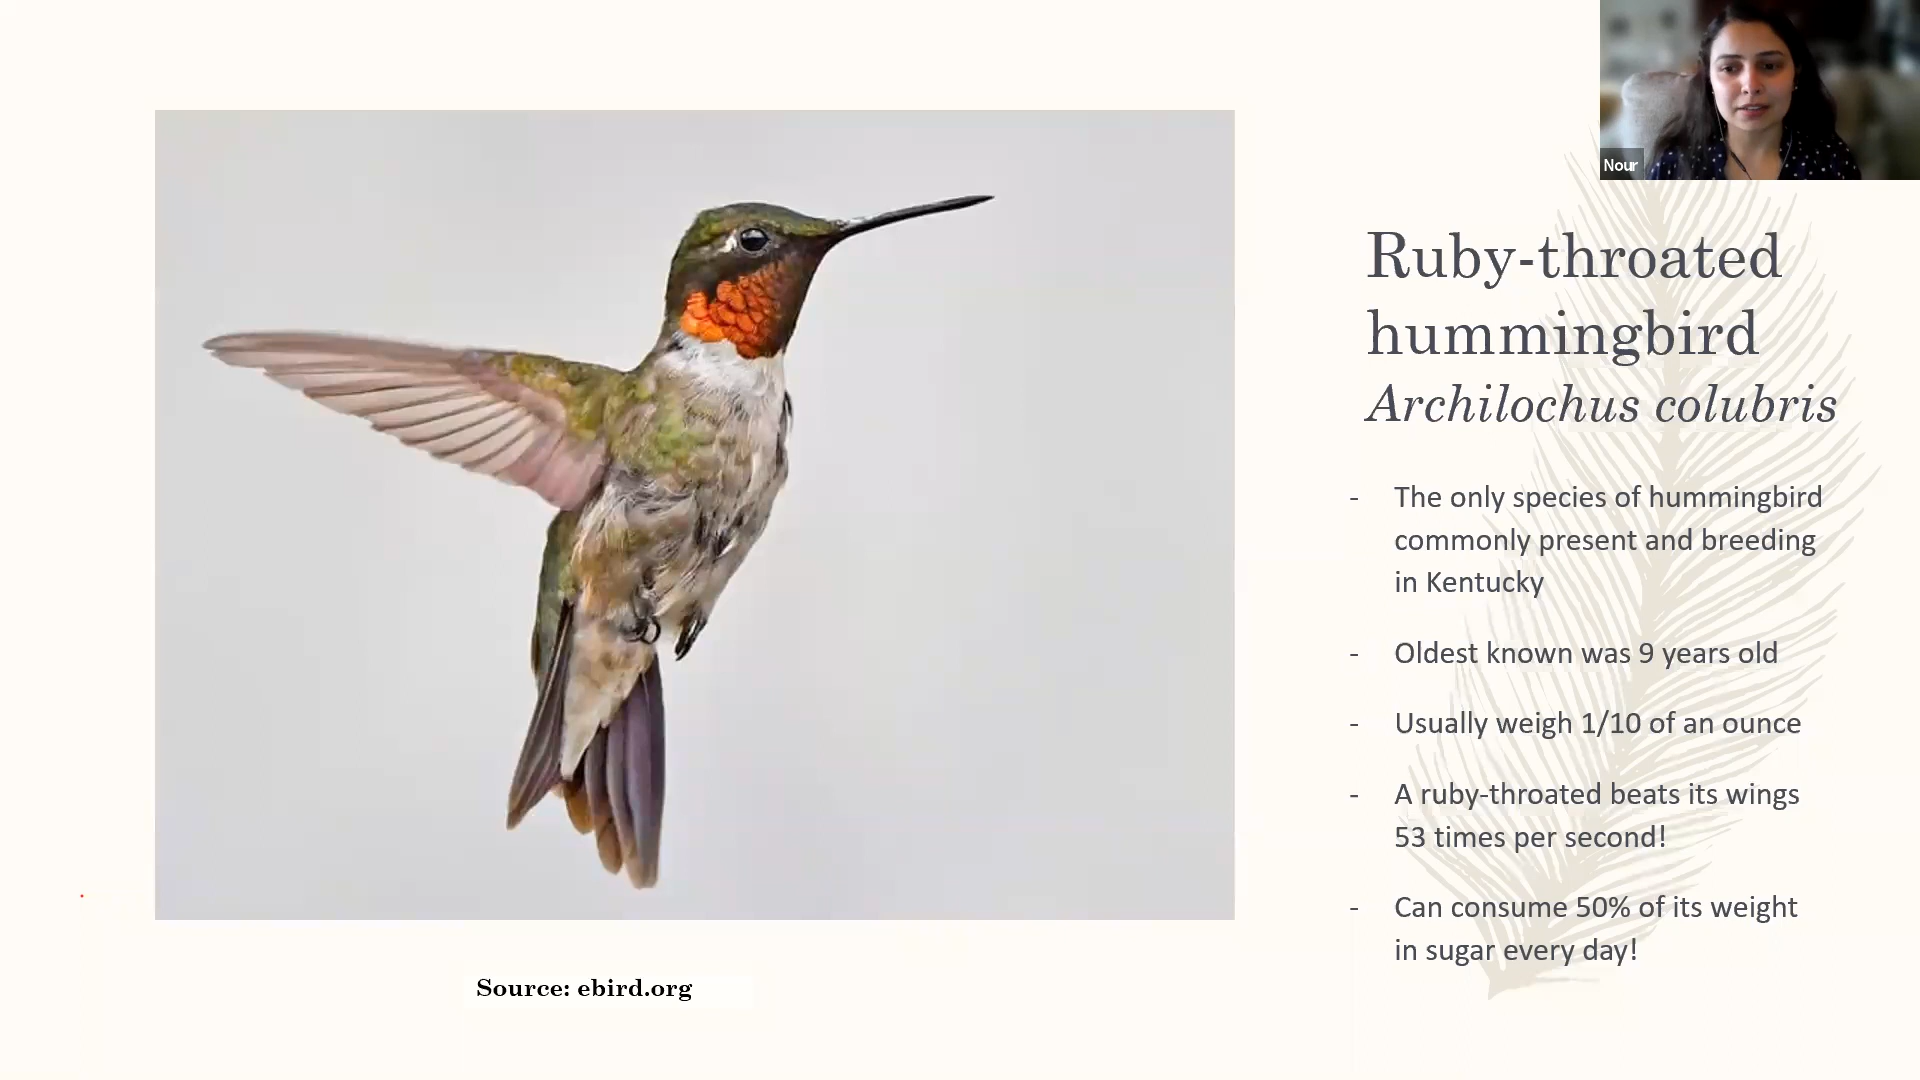 Nour
Ruby-throated
hummingbird
Archilochus colubris
- The only species of hummingbird
commonly present and breeding
in Kentucky
- Oldest known was 9 years old
- Usually weigh 1/10 of an ounce
- A ruby-throated beats its wings
53 times per second!
- Can consume 50% of its weight
in sugar every day!
Source: ebird.org